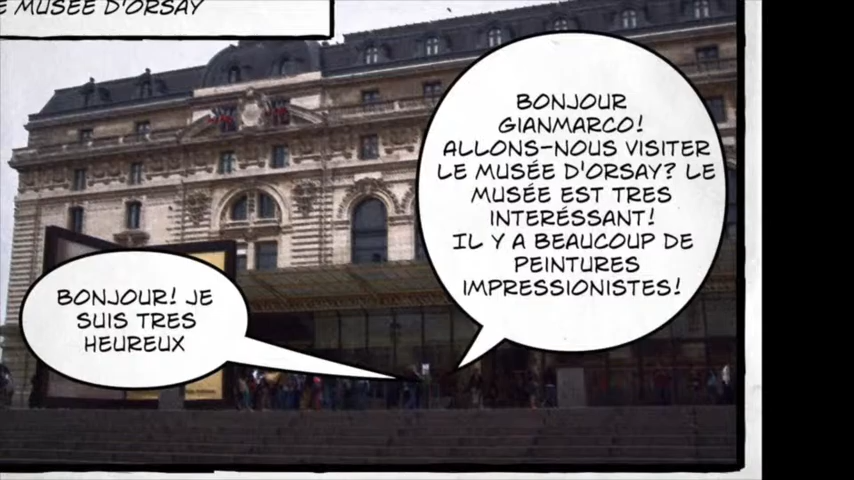 E MUSEE D'ORSAY
BONJOUR
GIANMARCO!
ALLONS-NOUS VISITER
LE MUSÉE D'ORSAY? LE
MUSÉE EST TRES
INTERÉSSANT!
IL Y A BEAUCOUP DE
PEINTURES
IMPRESSIONISTES!
BONJOUR! JE
SUIS TRES
HEUREUX